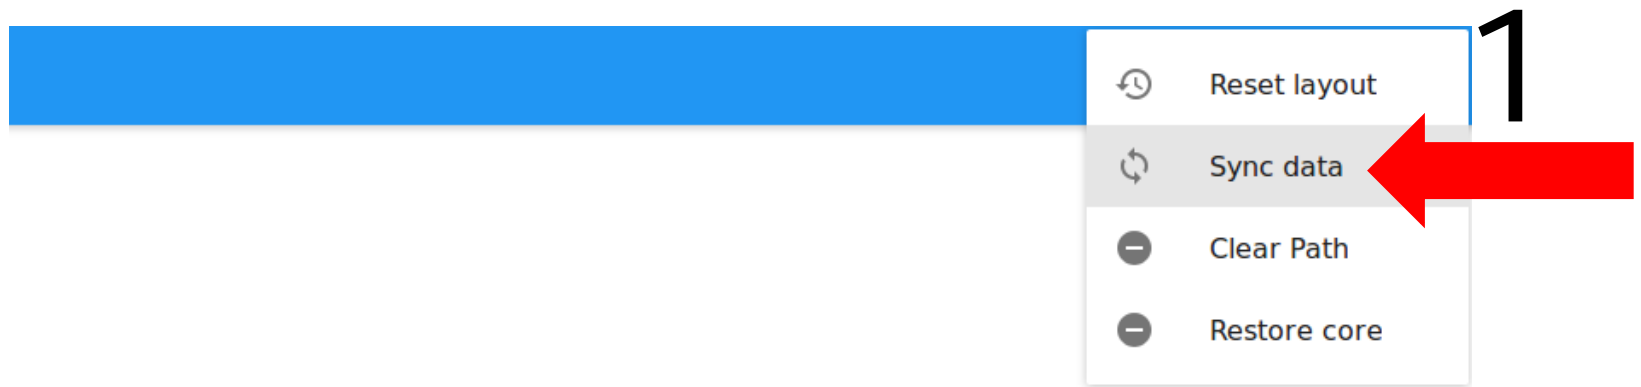 1
Reset layout
Sync data
Clear Path
Restore core